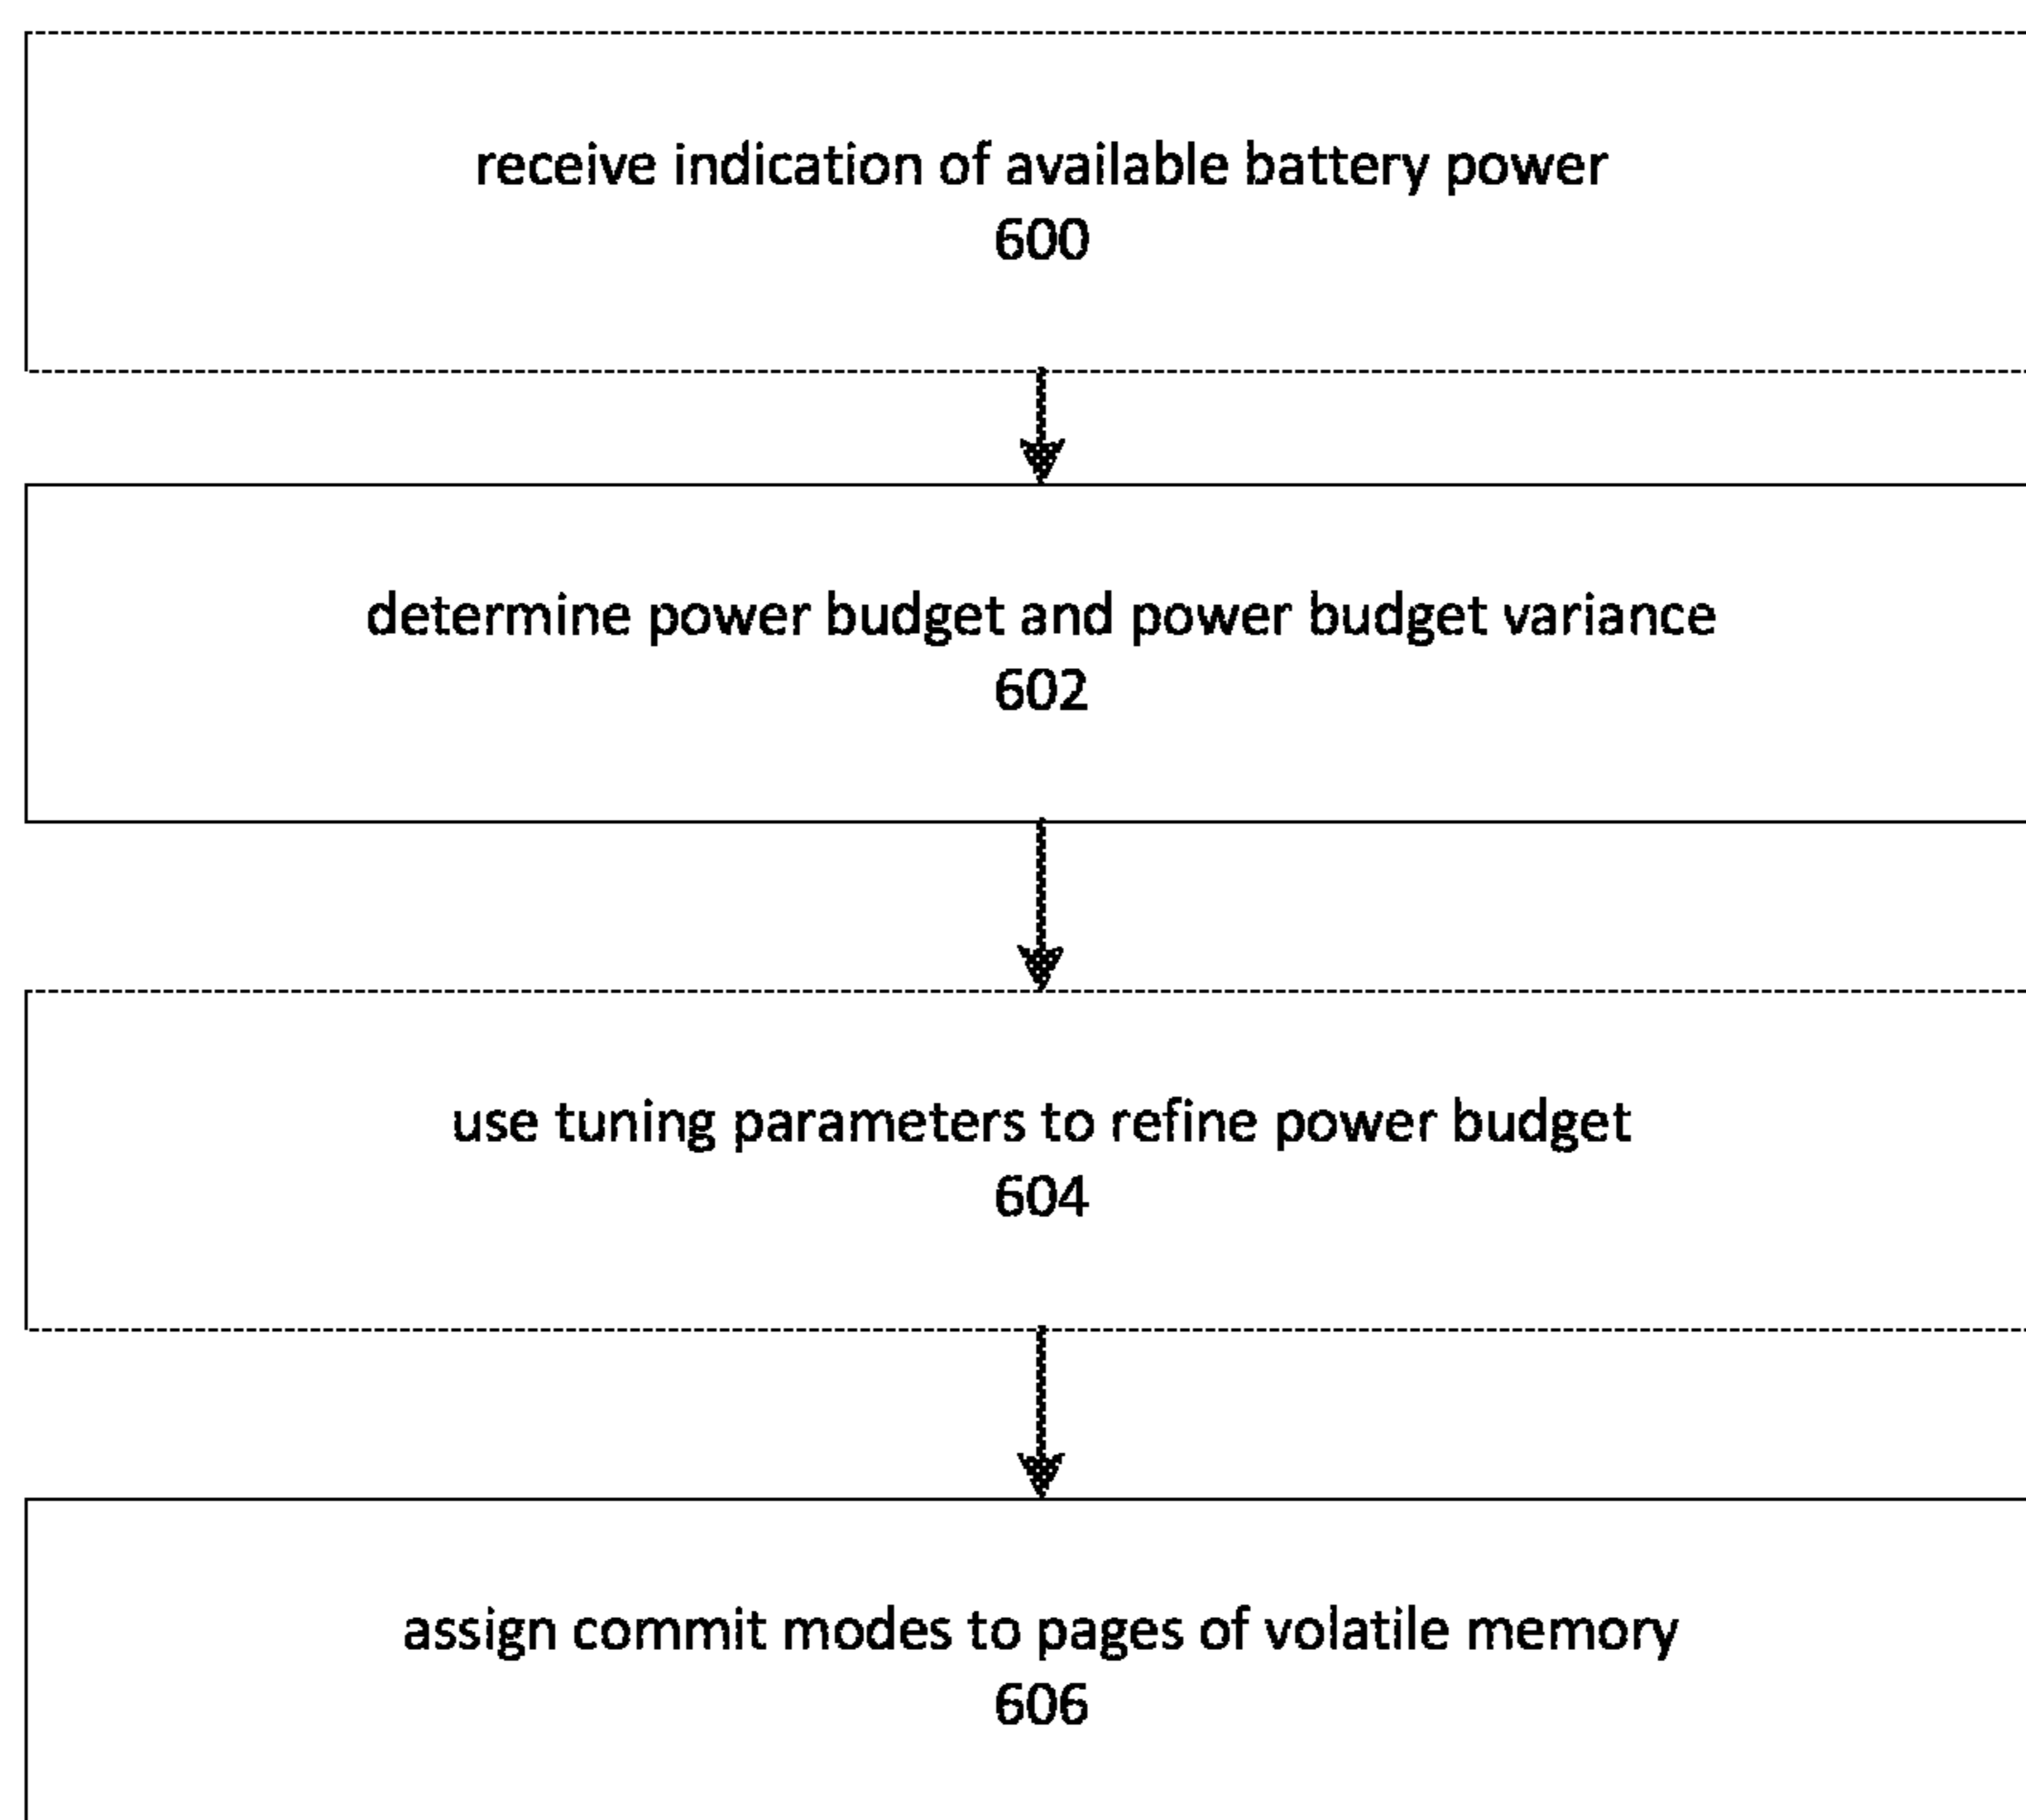 receive indication of available battery power
600
determine power budget and power budget variance
602
use tuning parameters to refine power budget
604
assign commit modes to pages of volatile memory
606